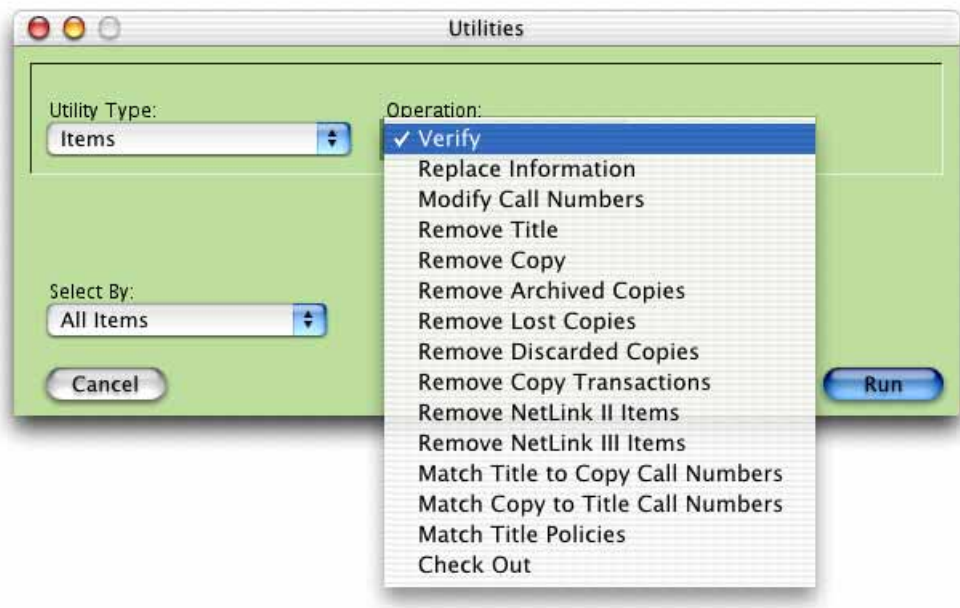 Utilities
Utility Type:
Items
Operation:
✓ Verify
Replace Information
Modify Call Numbers
Remove Title
Remove Copy
Remove Archived Copies
Remove Lost Copies
Remove Discarded Copies
Remove Copy Transactions
Remove NetLink II Items
Remove NetLink III Items
Match Title to Copy Call Numbers
Match Copy to Title Call Numbers
Match Title Policies
Check Out
Select By:
All Items
Cancel
Run